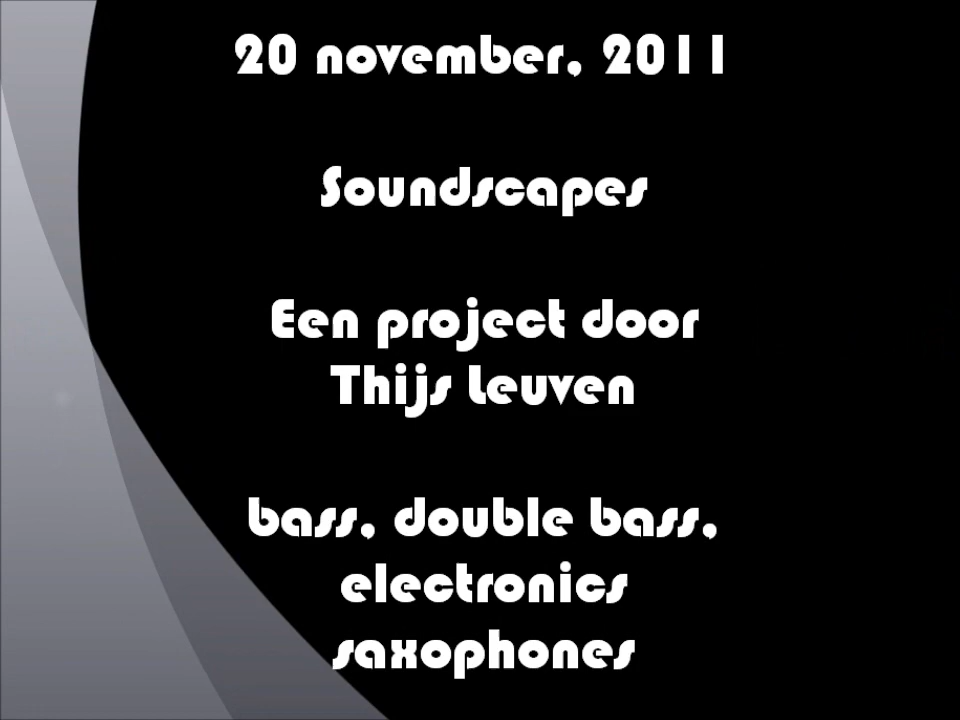 20 november, 2011
Soundscapes
Een project door
Thijs Leuven
bass, double bass,
electronics
saxophones